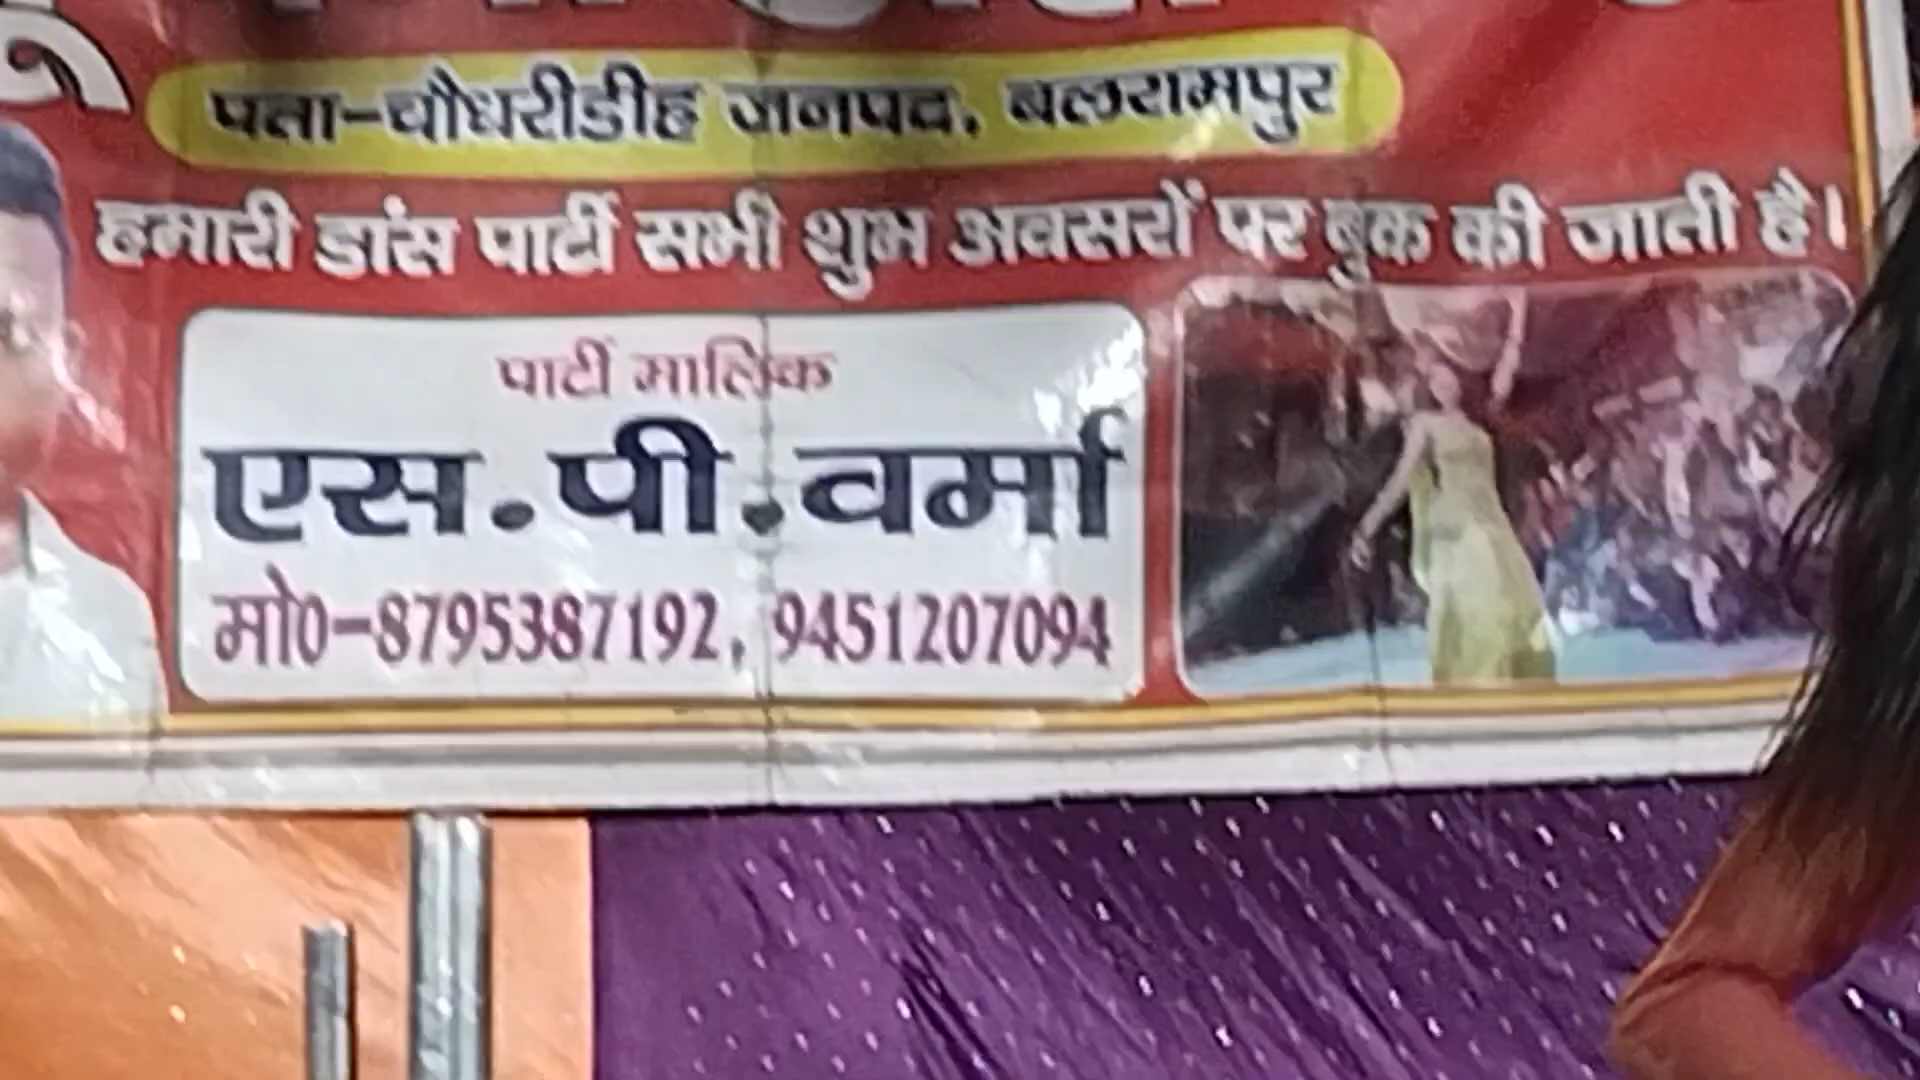 पता-चौधरीडीह जनपद, बलरामपुर
हमारी डांस पार्टी सभी शुभ अवसरों पर बुक की जाती है।
पार्टी मालिक
एस.पी.वर्मा
मो0-8795387192, 9451207094